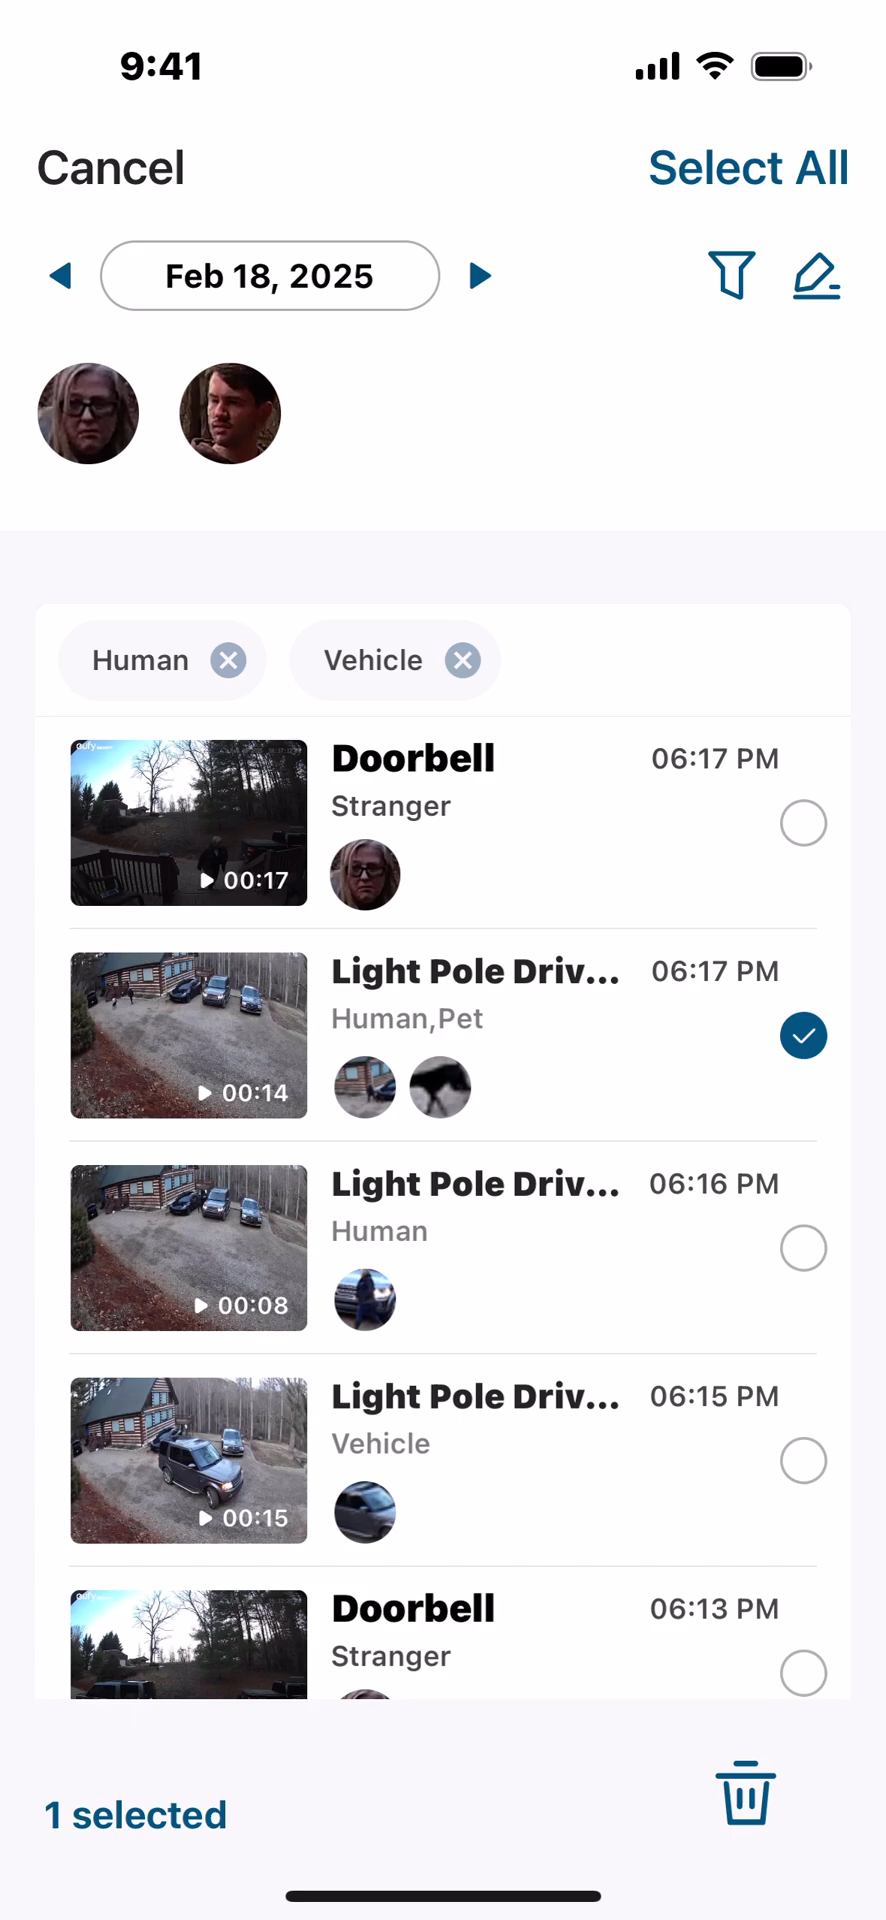 9:41
Cancel
Select All
Feb 18, 2025
Human
Vehicle
eufy
Doorbell
06:17 PM
Stranger
00:17
Light Pole Driv...
06:17 PM
Human,Pet
00:14
Light Pole Driv...
06:16 PM
Human
00:08
Light Pole Driv...
06:15 PM
Vehicle
00:15
eufy
Doorbell
06:13 PM
Stranger
1 selected